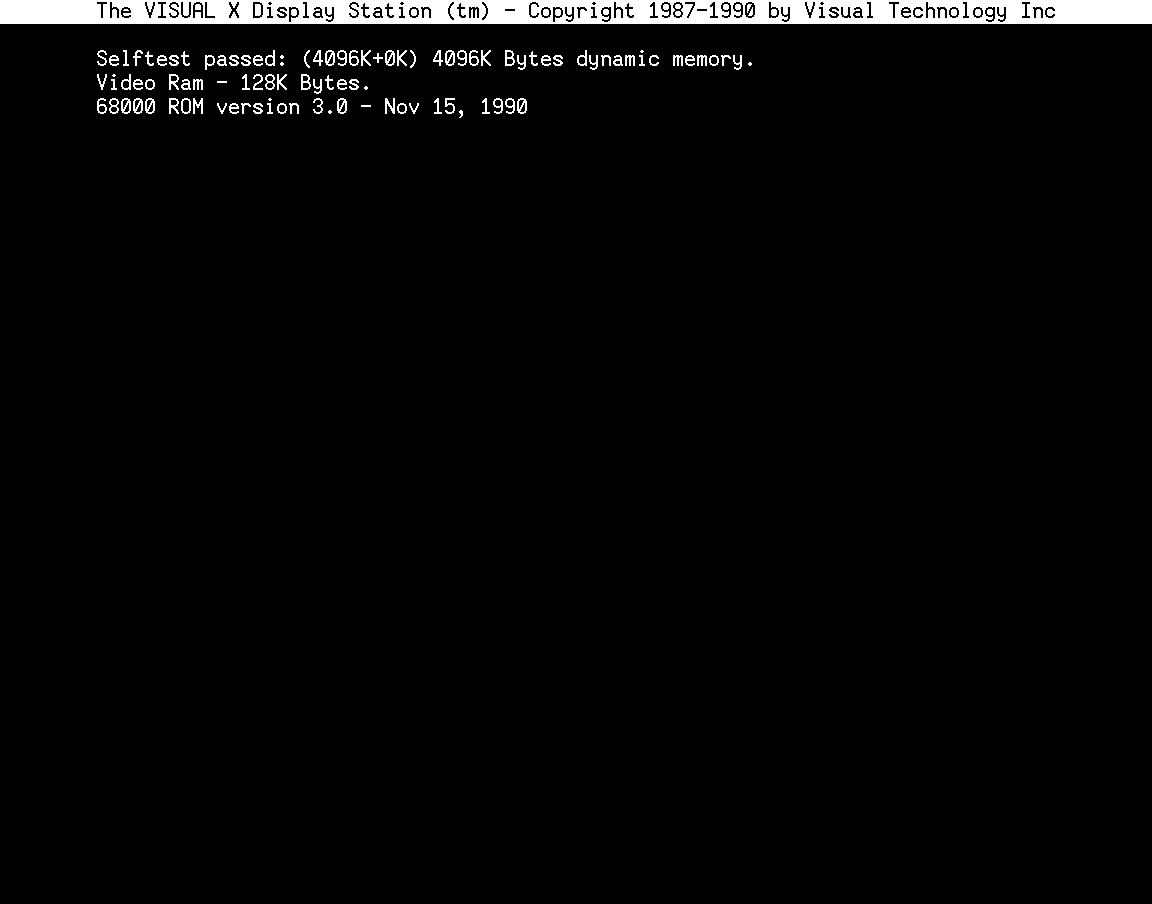 The VISUAL X Display Station (tm) - Copyright 1987-1990 by Visual Technology Inc
Selftest passed: (4096K+0K) 4096K Bytes dynamic memory.
Video Ram - 128K Bytes.
68000 ROM version 3.0 - Nov 15, 1990